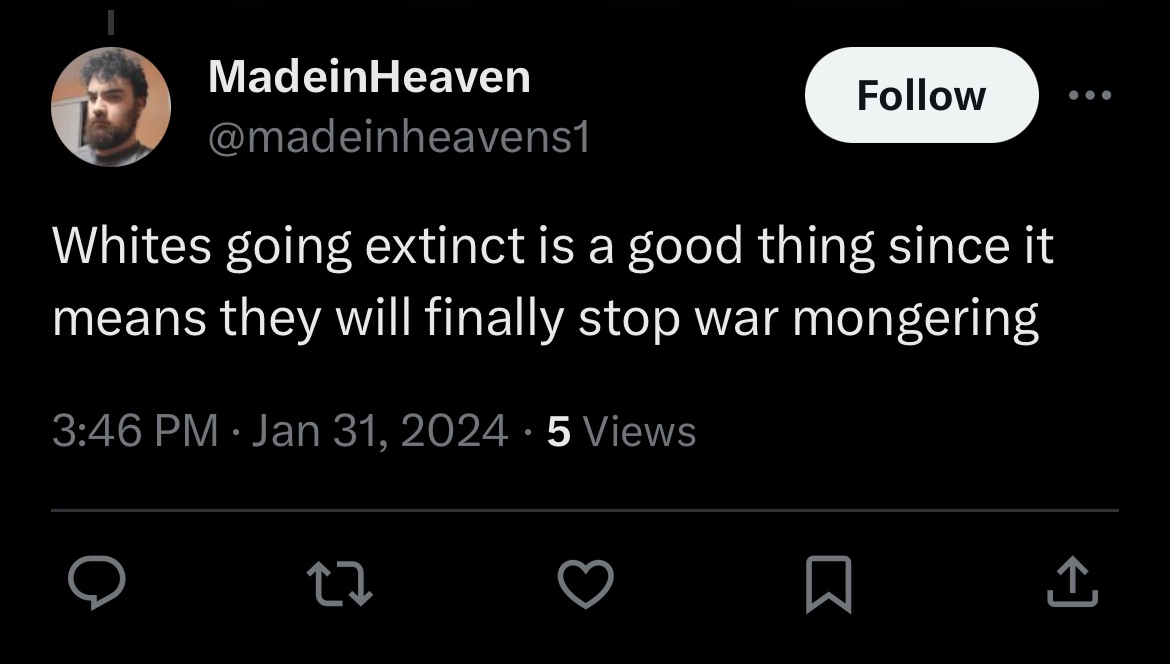 MadeinHeaven
Follow
@madeinheavens1
Whites going extinct is a good thing since it
means they will finally stop war mongering
3:46 PM · Jan 31, 2024 · 5 Views